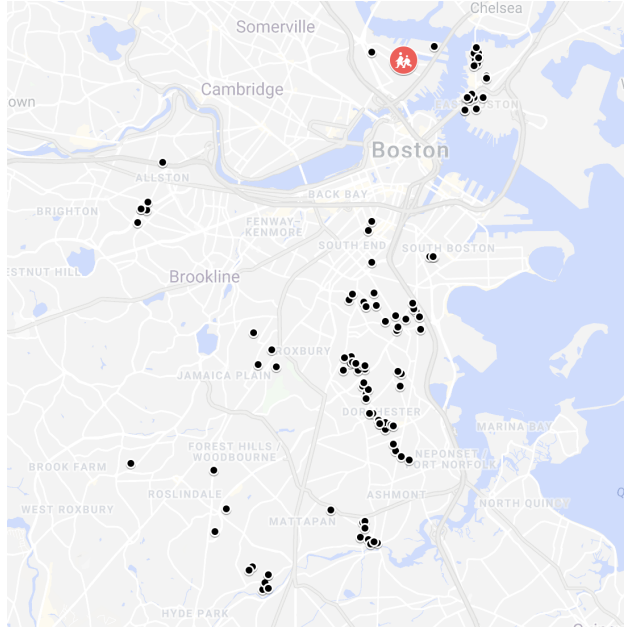 Chelsea
Somerville
Cambridge
own
EAST BOSTON
Boston
ALLSTON
BACK BAY
BRIGHTON
FENWAY-
KENMORE
SOUTH END
SOUTH BOSTON
ESTNUT HILL
Brookline
ROXBURY
JAMAICA PLAIN
DORCHESTER
MARINA BAY
FOREST HILLS /
WOODBOURNE
NEPONSET /
PORT NORFOLK
BROOK FARM
ROSLINDALE
ASHMONT
WEST ROXBURY
MATTAPAN
NORTH QUINCY
HYDE PARK